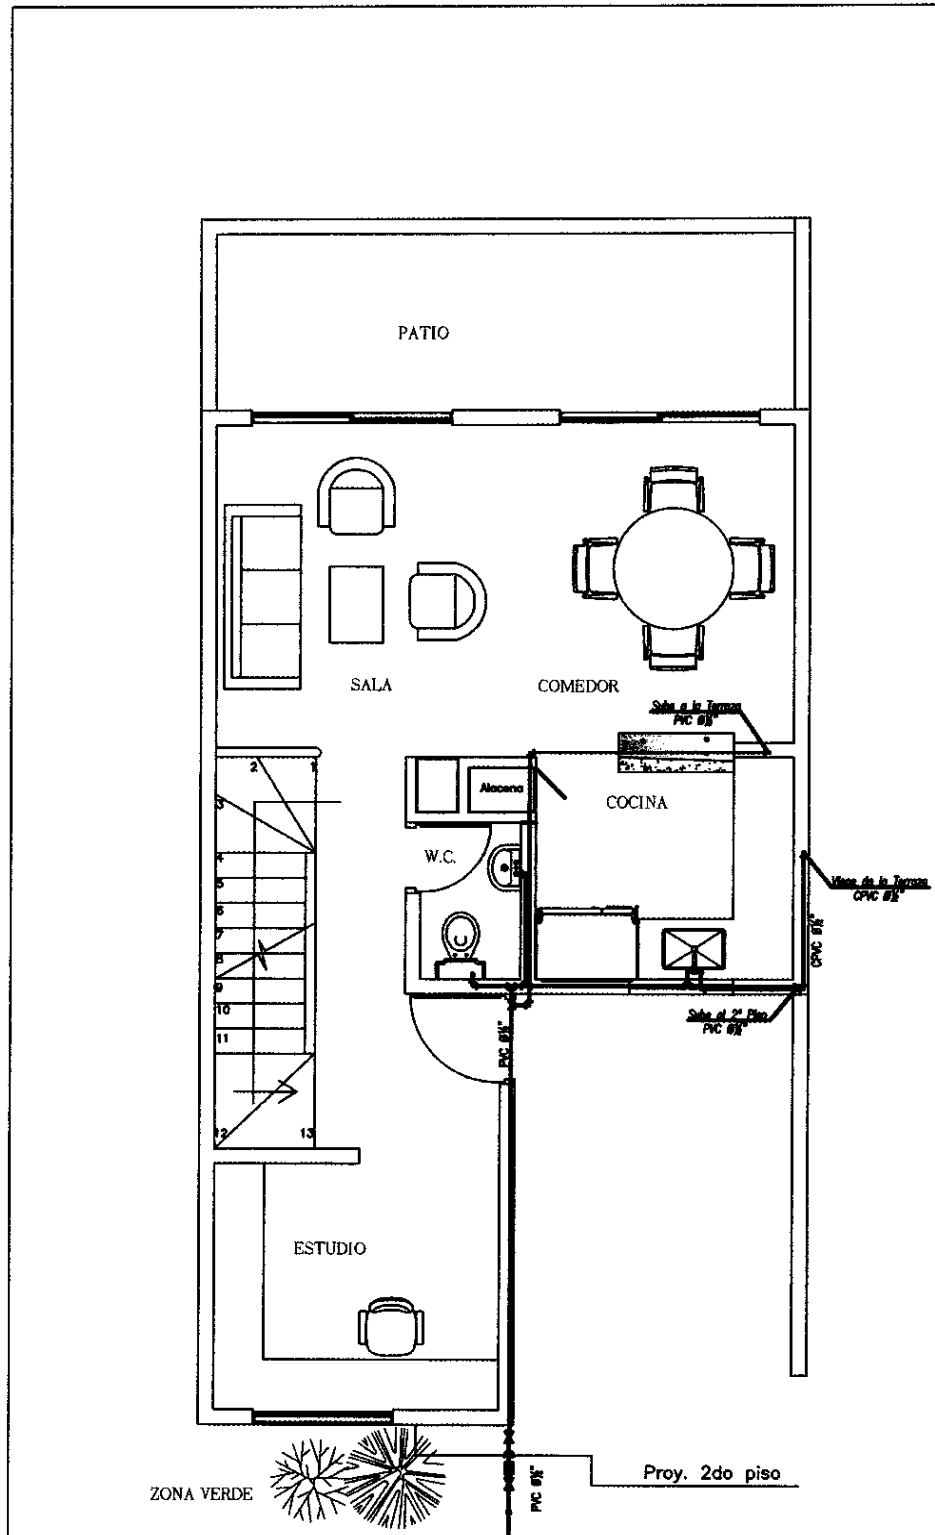 PATIO
SALA
COMEDOR
Sube a la Terraza
PVC Ø½"
Alacena
COCINA
W.C.
Viene de la Terraza
CPVC Ø½"
CPVC Ø½"
Sube al 2° Piso
PVC Ø½"
PVC Ø½"
1
2
3
4
5
6
7
8
9
10
11
12
13
ESTUDIO
Proy. 2do piso
ZONA VERDE
PVC Ø½"